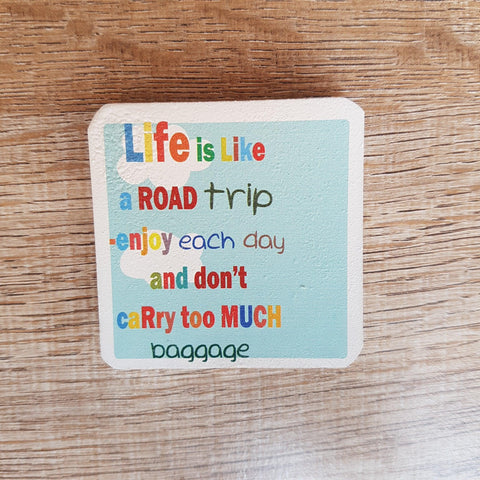 Life is Like
a ROAD trip
-enjoy each day
and don't
caRry too MUCH
baggage